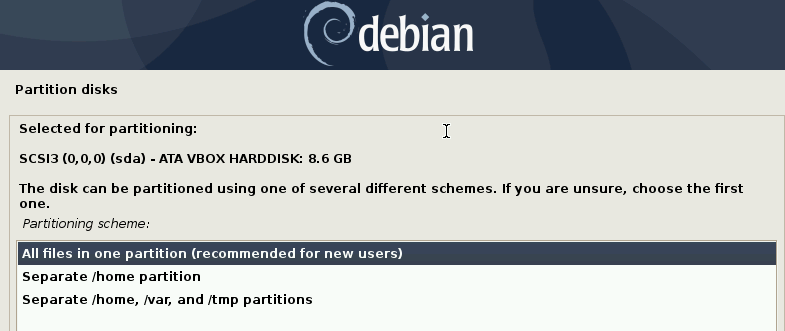 debian
Partition disks
Selected for partitioning:
SCSI3 (0,0,0) (sda) - ATA VBOX HARDDISK: 8.6 GB
The disk can be partitioned using one of several different schemes. If you are unsure, choose the first
one.
Partitioning scheme:
All files in one partition (recommended for new users)
Separate /home partition
Separate /home, /var, and /tmp partitions